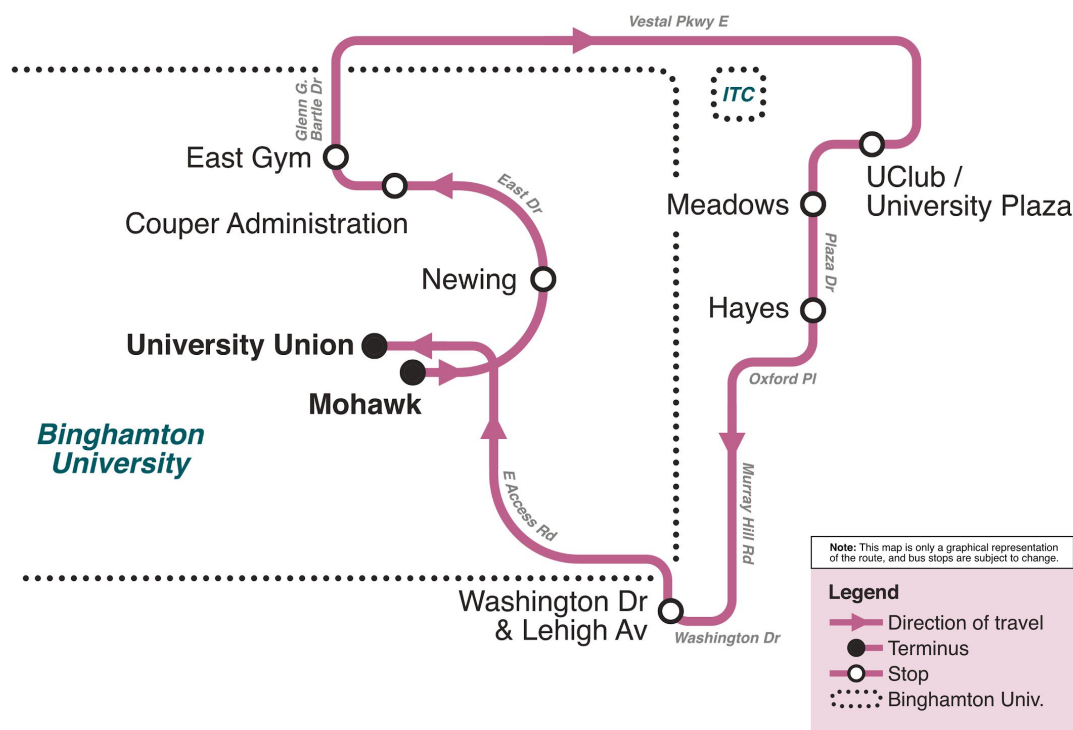 Vestal Pkwy E
Glenn G.
Bartle Dr
ITC
East Gym
UClub /
University Plaza
East Dr
Meadows
Couper Administration
Plaza Dr
Newing
Hayes
University Union
Mohawk
Oxford Pl
Binghamton
University
E Access Rd
Murray Hill Rd
Washington Dr
& Lehigh Av
Washington Dr
Note: This map is only a graphical representation
of the route, and bus stops are subject to change.
Legend
Direction of travel
Terminus
Stop
Binghamton Univ.